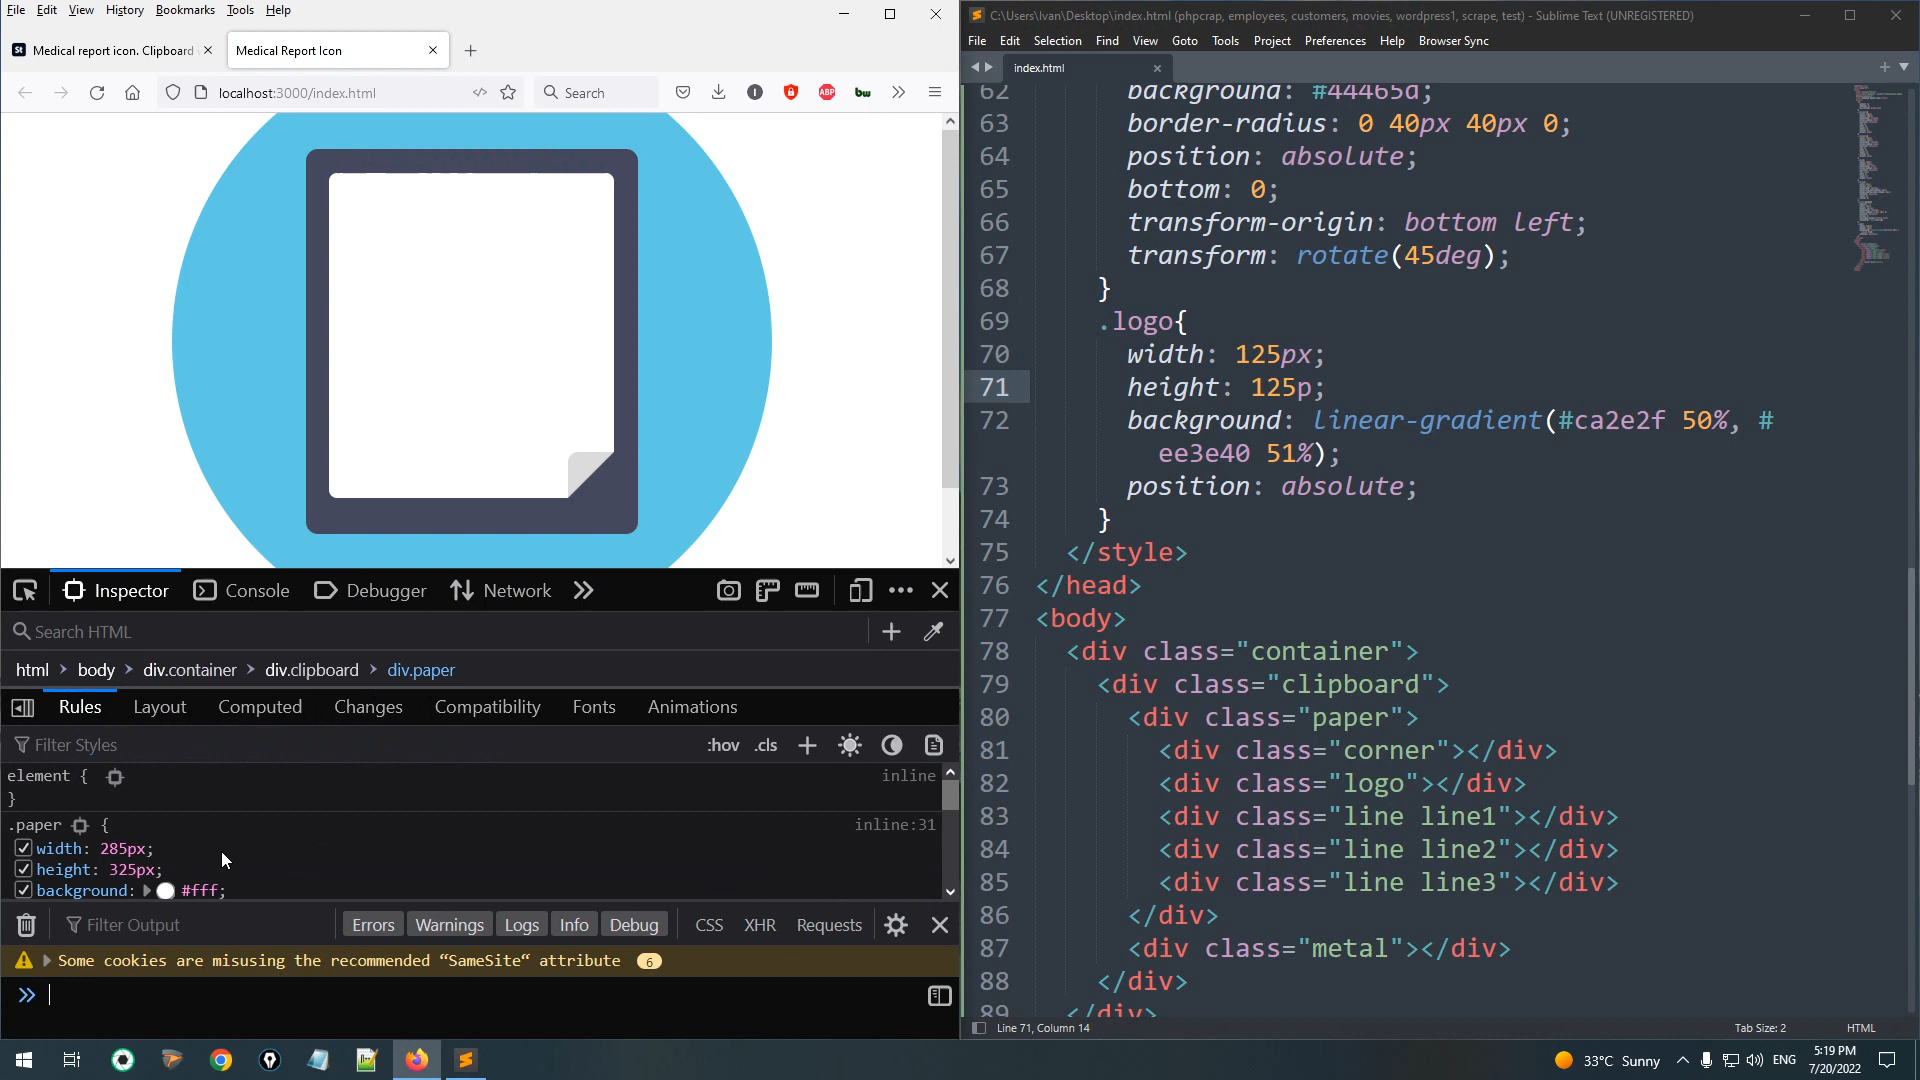 File Edit View History Bookmarks Tools Help
Medical report icon. Clipboard
Medical Report Icon
localhost:3000/index.html
Search
html > body > div.container > div.clipboard > div.paper
Inspector Console Debugger Network
Search HTML
Rules Layout Computed Changes Compatibility Fonts Animations
Filter Styles :hov .cls
element { inline
}
.paper { inline:31
width: 285px;
height: 325px;
background: #fff;
Filter Output Errors Warnings Logs Info Debug CSS XHR Requests
Some cookies are misusing the recommended “SameSite“ attribute 6
C:\Users\Ivan\Desktop\index.html (phpcrap, employees, customers, movies, wordpress1, scrape, test) - Sublime Text (UNREGISTERED)
File Edit Selection Find View Goto Tools Project Preferences Help Browser Sync
index.html
62 background: #44465d;
63 border-radius: 0 40px 40px 0;
64 position: absolute;
65 bottom: 0;
66 transform-origin: bottom left;
67 transform: rotate(45deg);
68 }
69 .logo{
70 width: 125px;
71 height: 125p;
72 background: linear-gradient(#ca2e2f 50%, #
ee3e40 51%);
73 position: absolute;
74 }
75 </style>
76 </head>
77 <body>
78 <div class="container">
79 <div class="clipboard">
80 <div class="paper">
81 <div class="corner"></div>
82 <div class="logo"></div>
83 <div class="line line1"></div>
84 <div class="line line2"></div>
85 <div class="line line3"></div>
86 </div>
87 <div class="metal"></div>
88 </div>
89 </div>
Line 71, Column 14 Tab Size: 2 HTML
33°C Sunny ENG 5:19 PM
7/20/2022